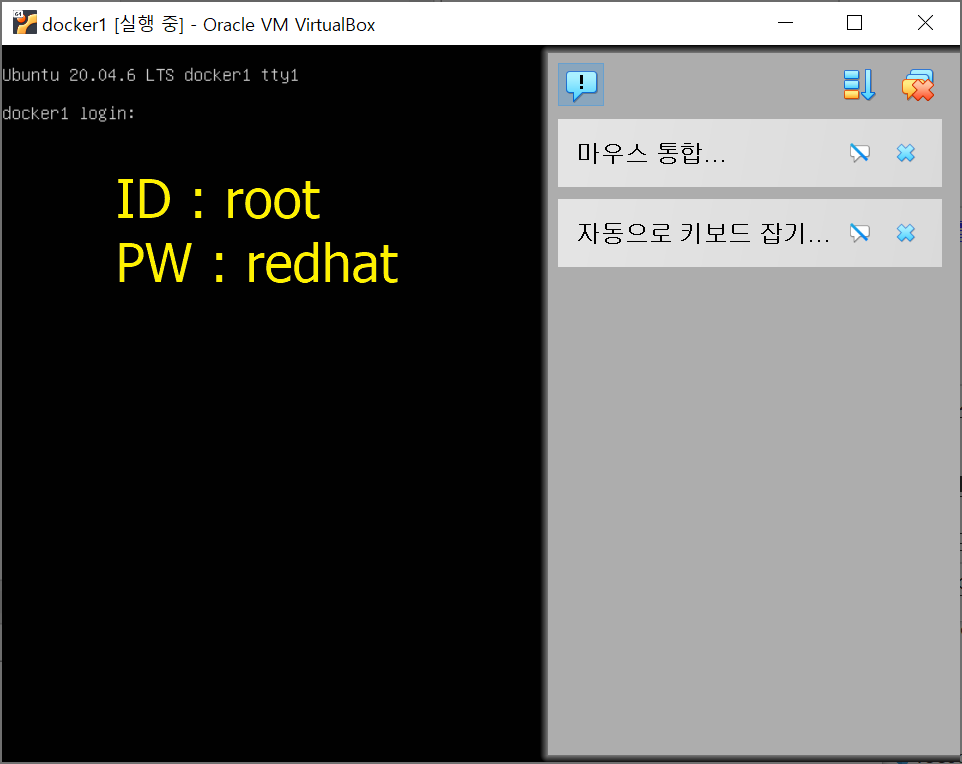 docker1 [실행 중] - Oracle VM VirtualBox
Ubuntu 20.04.6 LTS docker1 tty1
docker1 login:
ID : root
PW : redhat
마우스 통합...
자동으로 키보드 잡기...